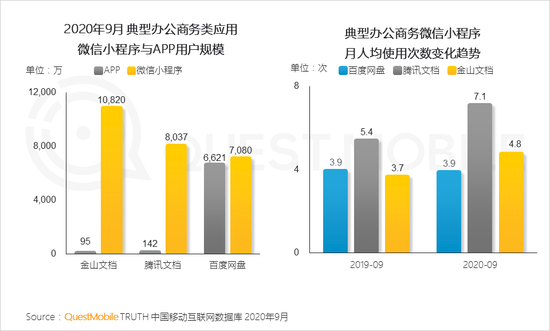 2020年9月 典型办公商务类应用
微信小程序与APP用户规模
单位：万
APP
微信小程序
12,000
8,000
4,000
0
10,820
8,037
6,621
7,080
95
142
金山文档
腾讯文档
百度网盘
典型办公商务微信小程序
月人均使用次数变化趋势
单位：次
百度网盘
腾讯文档
金山文档
8
4
0
3.9
5.4
3.7
3.9
7.1
4.8
2019-09
2020-09
QUEST MOBILE
Source：QuestMobile TRUTH 中国移动互联网数据库 2020年9月